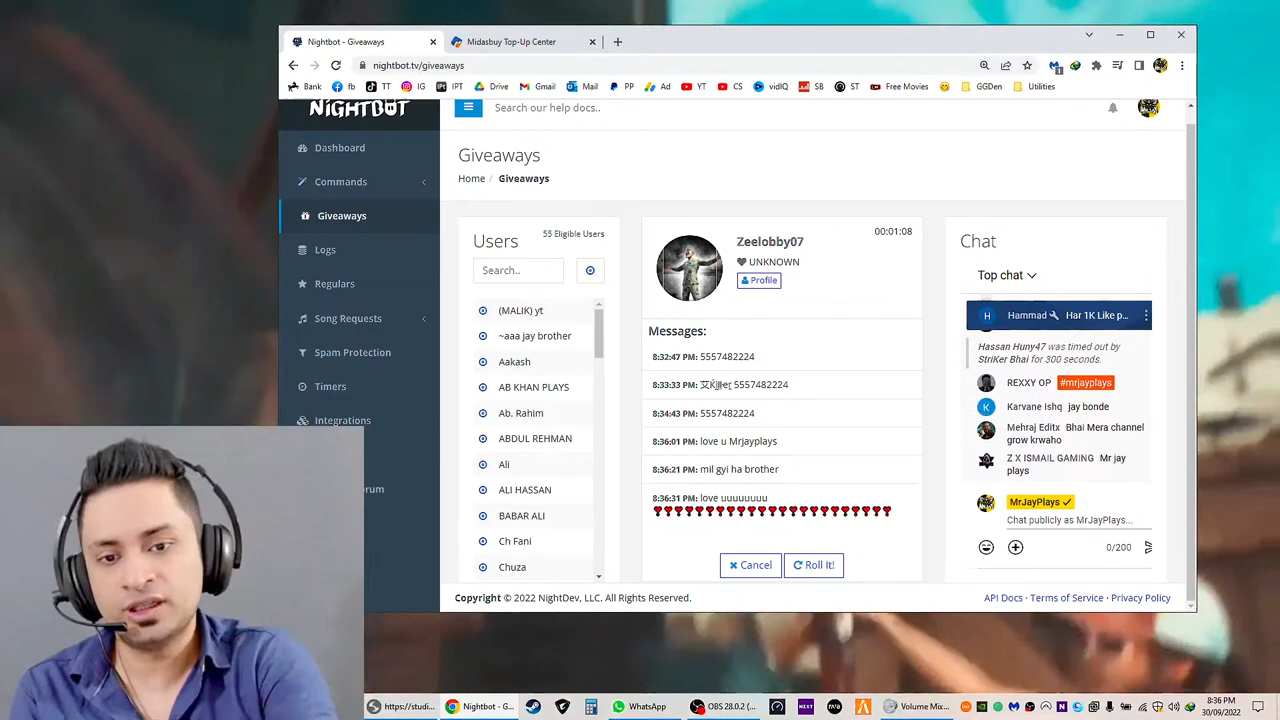 Nightbot - Giveaways
Midasbuy Top-Up Center
nightbot.tv/giveaways
Bank
fb
TT
IG
IPT
Drive
Gmail
Mail
PP
Ad
YT
CS
vidIQ
SB
ST
Free Movies
GGDen
Utilities
NIGHTBOT
Search our help docs..
Dashboard
Commands
Giveaways
Logs
Regulars
Song Requests
Spam Protection
Timers
Integrations
Giveaways
Home / Giveaways
Users
55 Eligible Users
Search..
(MALIK) yt
~aaa jay brother
Aakash
AB KHAN PLAYS
Ab. Rahim
ABDUL REHMAN
Ali
ALI HASSAN
BABAR ALI
Ch Fani
Chuza
00:01:08
Zeelobby07
UNKNOWN
Profile
Messages:
8:32:47 PM: 5557482224
8:33:33 PM: 5557482224
8:34:43 PM: 5557482224
8:36:01 PM: love u Mrjayplays
8:36:21 PM: mil gyi ha brother
8:36:31 PM: love uuuuuuuu
Cancel
Roll It!
Chat
Top chat
H Hammad Har 1K Like p...
Hassan Huny47 was timed out by
StriKer Bhai for 300 seconds.
REXXY OP #mrjayplays
K Karvane Ishq jay bonde
Mehraj Editx Bhai Mera channel
grow krwaho
Z X ISMAIL GAMING Mr jay
plays
MrJayPlays
Chat publicly as MrJayPlays...
0/200
Copyright © 2022 NightDev, LLC. All Rights Reserved.
API Docs · Terms of Service · Privacy Policy
https://studi...
Nightbot - G...
WhatsApp
OBS 28.0.2 (...
NZXT
Volume Mix...
8:36 PM
30/09/2022